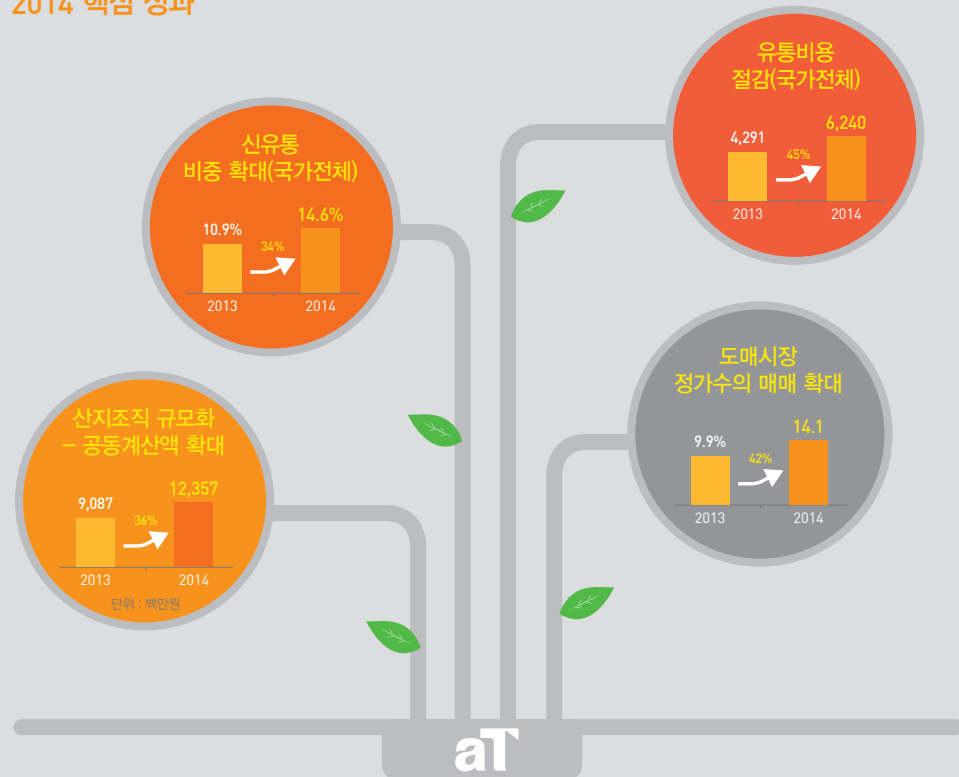 2014 핵심 성과
유통비용
절감(국가전체)
4,291
6,240
45%
2013
2014
신유통
비중 확대(국가전체)
10.9%
14.6%
34%
2013
2014
도매시장
정가수의 매매 확대
9.9%
14.1
42%
2013
2014
산지조직 규모화
– 공동계산액 확대
9,087
12,357
36%
2013
2014
단위 : 백만원
aT